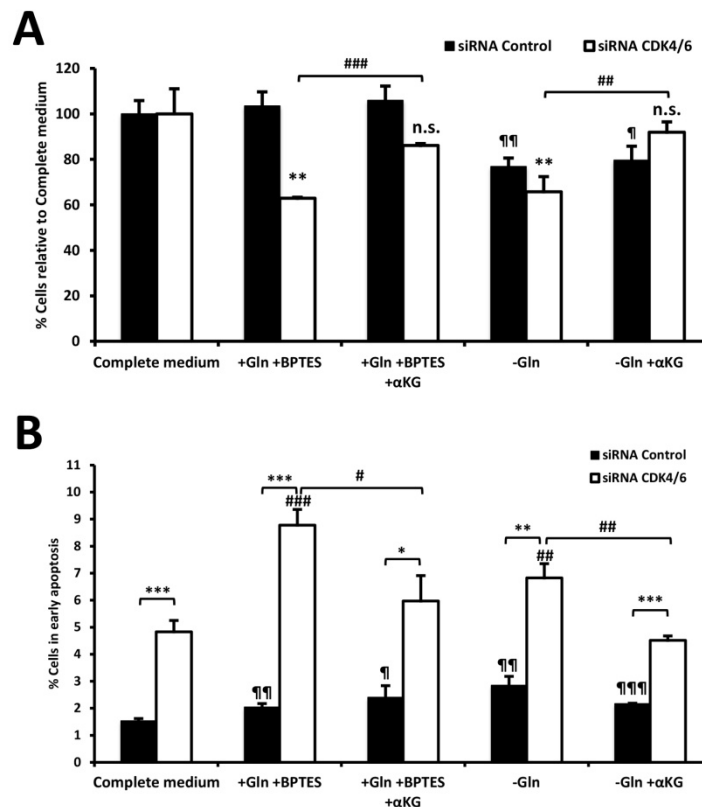 A
siRNA Control siRNA CDK4/6
120
100
80
60
40
20
0
% Cells relative to Complete medium
###
##
**
n.s.
¶¶
**
¶
n.s.
Complete medium +Gln +BPTES +Gln +BPTES -Gln -Gln +αKG
+αKG
B
siRNA Control
siRNA CDK4/6
11
10
9
8
7
6
5
4
3
2
1
0
% Cells in early apoptosis
***
***
###
#
¶¶
*
¶
**
##
##
¶¶
***
¶¶¶
Complete medium +Gln +BPTES +Gln +BPTES -Gln -Gln +αKG
+αKG